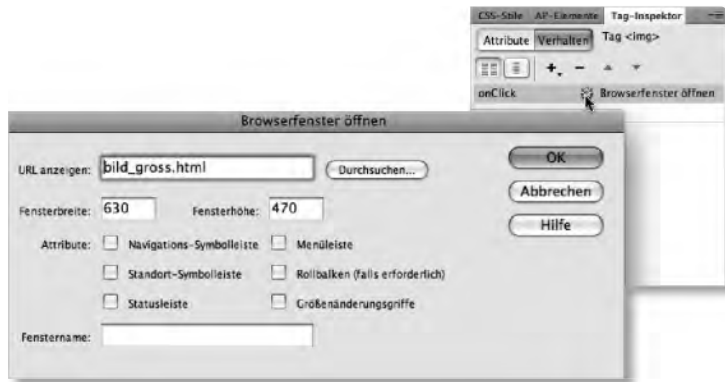 CSS-Stile AP-Elemente Tag-Inspektor
Attribute Verhalten Tag <img>
onClick Browserfenster öffnen
Browserfenster öffnen
URL anzeigen: bild_gross.html Durchsuchen... OK
Abbrechen
Fensterbreite: 630 Fensterhöhe: 470
Hilfe
Attribute: Navigations-Symbolleiste Menüleiste
Standort-Symbolleiste Rollbalken (falls erforderlich)
Statusleiste Größenänderungsgriffe
Fenstername: